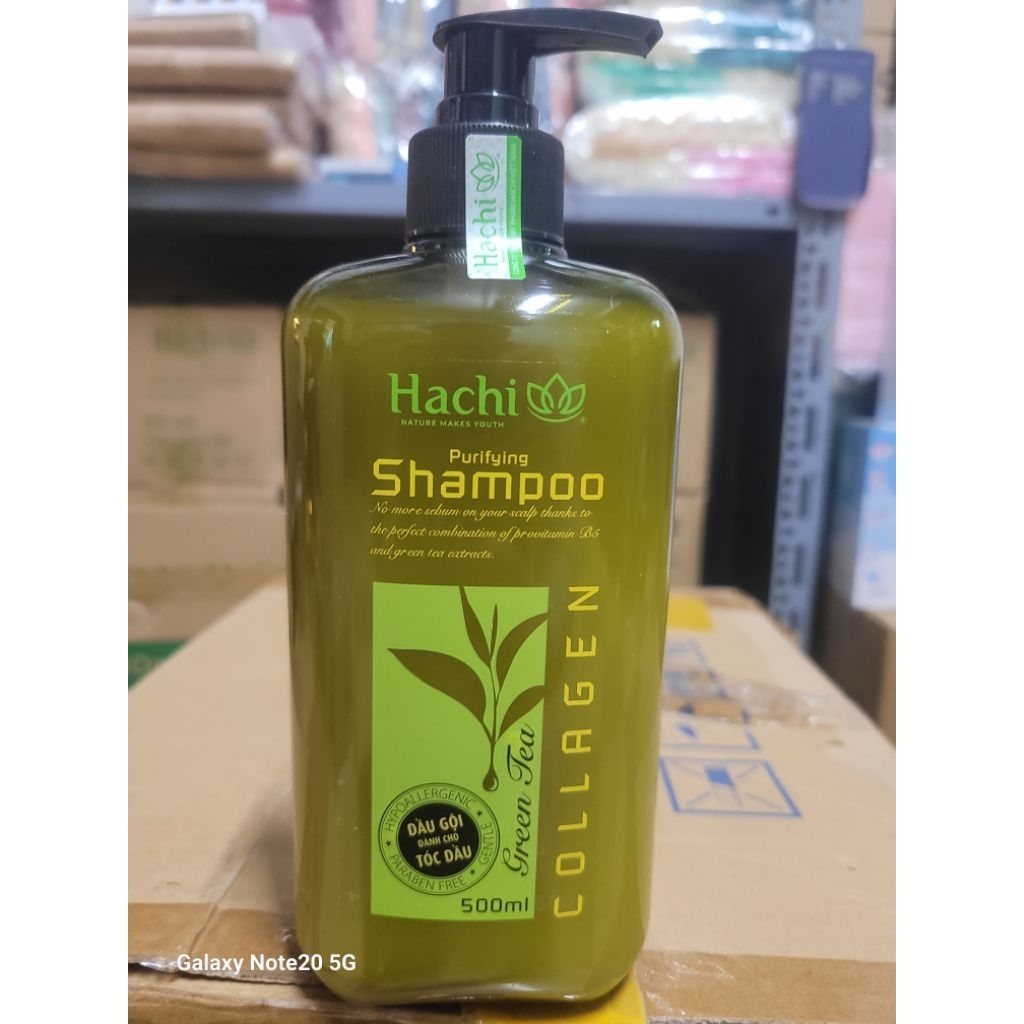 Hachi
Hachi
NATURE MAKES YOUTH
Purifying
Shampoo
No more sebum on your scalp thanks to
the perfect combination of provitamin B5
and green tea extracts.
COLLAGEN
Green Tea
HYPOALLERGENIC
GENTLE
PARABEN FREE
DẦU GỘI
DÀNH CHO
TÓC DẦU
500ml
Galaxy Note20 5G